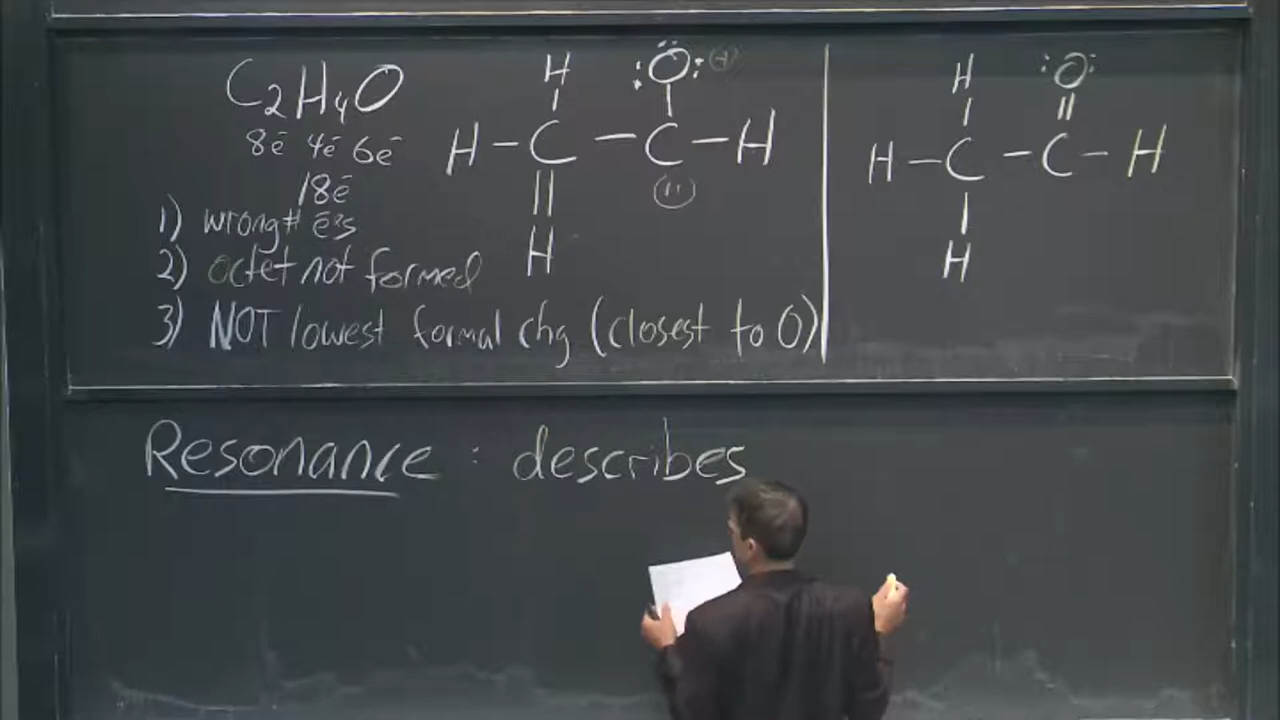 C₂H₄O
8ē 4ē 6ē
18ē
1) wrong # ē's
2) octet not formed
3) NOT lowest formal chg (closest to 0)
H :Ö:
H – C – C – H
H
H :O:
H – C – C – H
H
Resonance : describes